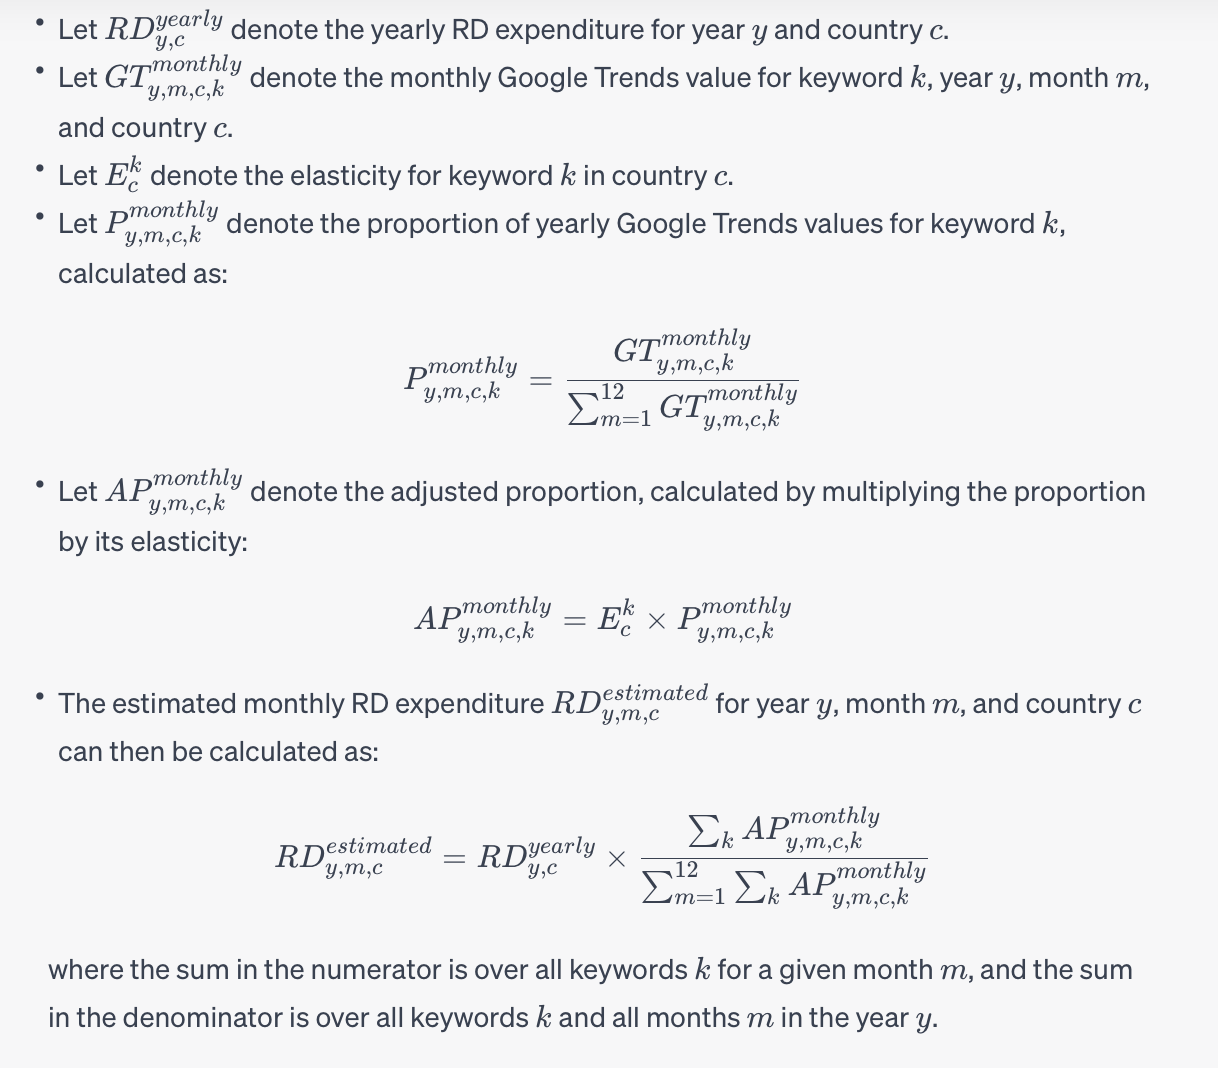 • Let $RD_{y,c}^{yearly}$ denote the yearly RD expenditure for year $y$ and country $c$.
• Let $GT_{y,m,c,k}^{monthly}$ denote the monthly Google Trends value for keyword $k$, year $y$, month $m$,
and country $c$.
• Let $E_c^k$ denote the elasticity for keyword $k$ in country $c$.
• Let $P_{y,m,c,k}^{monthly}$ denote the proportion of yearly Google Trends values for keyword $k$,
calculated as:
$P_{y,m,c,k}^{monthly} = \frac{GT_{y,m,c,k}^{monthly}}{\sum_{m=1}^{12} GT_{y,m,c,k}^{monthly}}$
• Let $AP_{y,m,c,k}^{monthly}$ denote the adjusted proportion, calculated by multiplying the proportion
by its elasticity:
$AP_{y,m,c,k}^{monthly} = E_c^k \times P_{y,m,c,k}^{monthly}$
• The estimated monthly RD expenditure $RD_{y,m,c}^{estimated}$ for year $y$, month $m$, and country $c$
can then be calculated as:
$RD_{y,m,c}^{estimated} = RD_{y,c}^{yearly} \times \frac{\sum_k AP_{y,m,c,k}^{monthly}}{\sum_{m=1}^{12} \sum_k AP_{y,m,c,k}^{monthly}}$
where the sum in the numerator is over all keywords $k$ for a given month $m$, and the sum
in the denominator is over all keywords $k$ and all months $m$ in the year $y$.